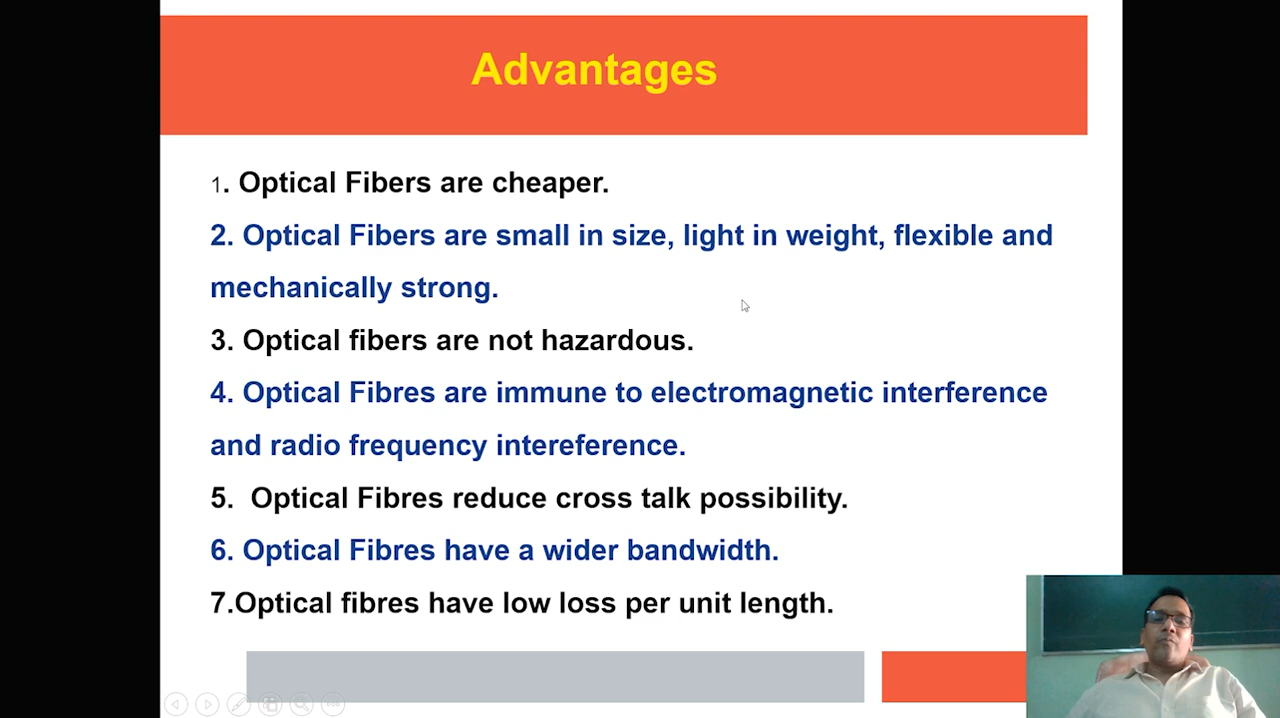 Advantages
1. Optical Fibers are cheaper.
2. Optical Fibers are small in size, light in weight, flexible and
mechanically strong.
3. Optical fibers are not hazardous.
4. Optical Fibres are immune to electromagnetic interference
and radio frequency intereference.
5.  Optical Fibres reduce cross talk possibility.
6. Optical Fibres have a wider bandwidth.
7.Optical fibres have low loss per unit length.